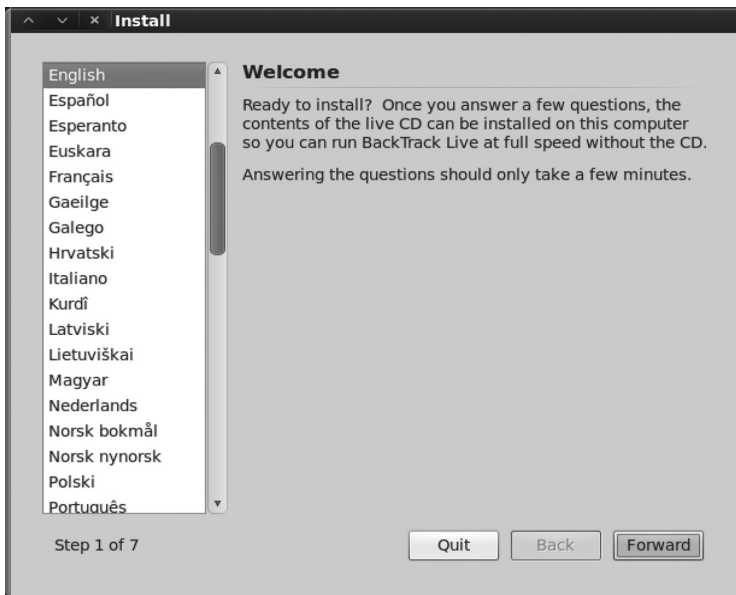 Install
English
Español
Esperanto
Euskara
Français
Gaeilge
Galego
Hrvatski
Italiano
Kurdî
Latviski
Lietuviškai
Magyar
Nederlands
Norsk bokmål
Norsk nynorsk
Polski
Português
Welcome
Ready to install? Once you answer a few questions, the
contents of the live CD can be installed on this computer
so you can run BackTrack Live at full speed without the CD.
Answering the questions should only take a few minutes.
Step 1 of 7
Quit
Back
Forward